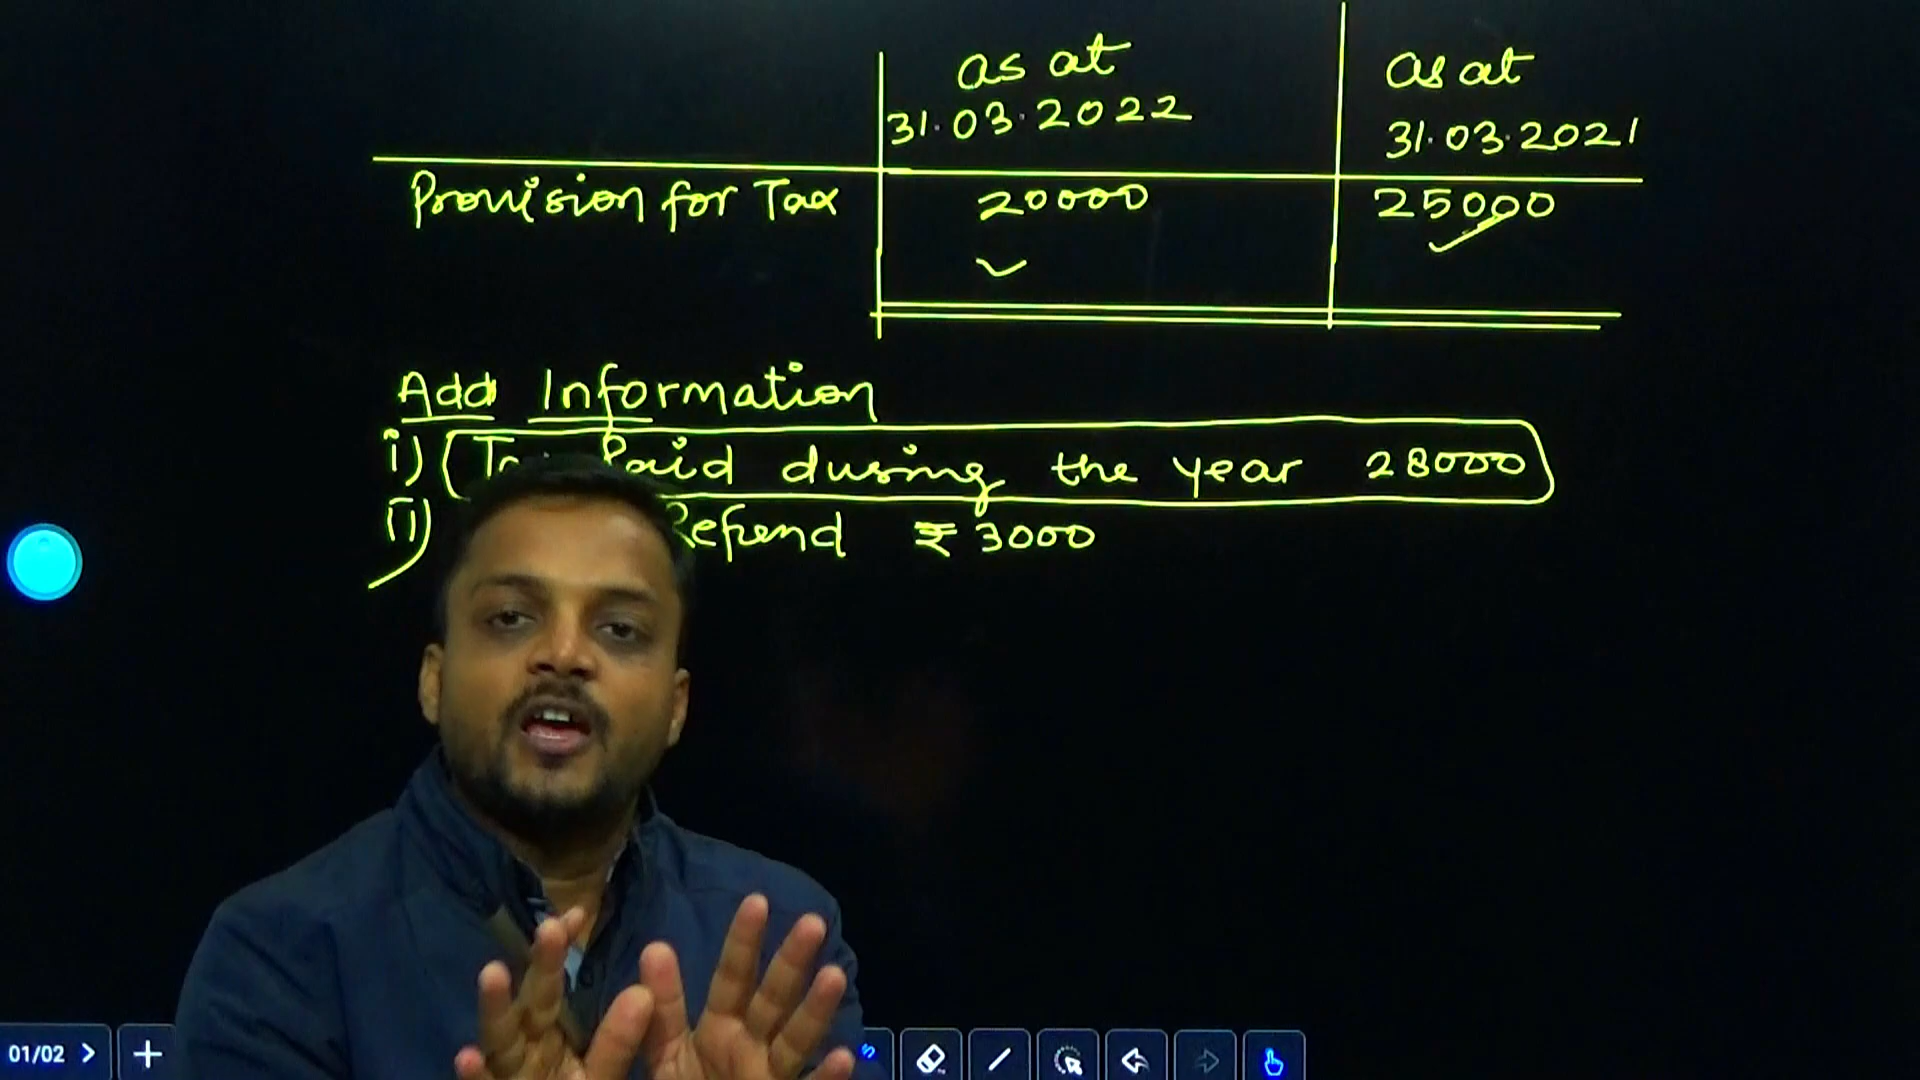 as at as at
31.03.2022 31.03.2021
Provision for Tax 20000 25000
Add Information
i) Paid during the year 28000
ii) Refund ₹ 3000
01/02